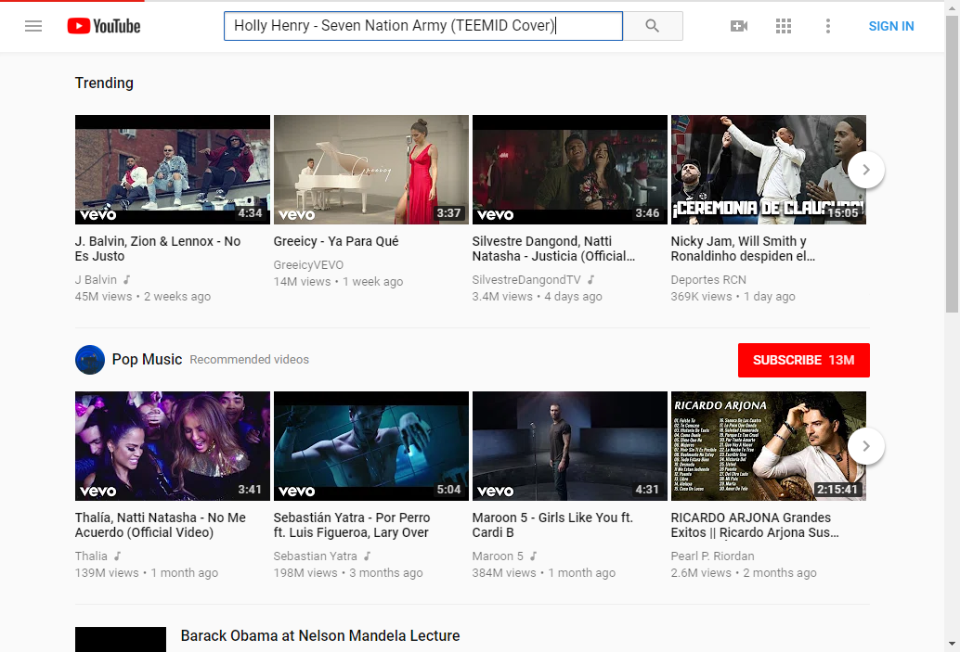 YouTube
Holly Henry - Seven Nation Army (TEEMID Cover)
SIGN IN
Trending
vevo 4:34
vevo 3:37
vevo 3:46
¡CEREMONIA DE CLAUSURA! 15:05
J. Balvin, Zion & Lennox - No
Es Justo
J Balvin
45M views • 2 weeks ago
Greeicy - Ya Para Qué
GreeicyVEVO
14M views • 1 week ago
Silvestre Dangond, Natti
Natasha - Justicia (Official...
SilvestreDangondTV
3.4M views • 4 days ago
Nicky Jam, Will Smith y
Ronaldinho despiden el...
Deportes RCN
369K views • 1 day ago
Pop Music Recommended videos
SUBSCRIBE 13M
vevo 3:41
vevo 5:04
vevo 4:31
RICARDO ARJONA
2:15:41
Thalía, Natti Natasha - No Me
Acuerdo (Official Video)
Thalia
139M views • 1 month ago
Sebastián Yatra - Por Perro
ft. Luis Figueroa, Lary Over
Sebastian Yatra
198M views • 3 months ago
Maroon 5 - Girls Like You ft.
Cardi B
Maroon 5
384M views • 1 month ago
RICARDO ARJONA Grandes
Exitos || Ricardo Arjona Sus...
Pearl P. Riordan
2.6M views • 2 months ago
Barack Obama at Nelson Mandela Lecture